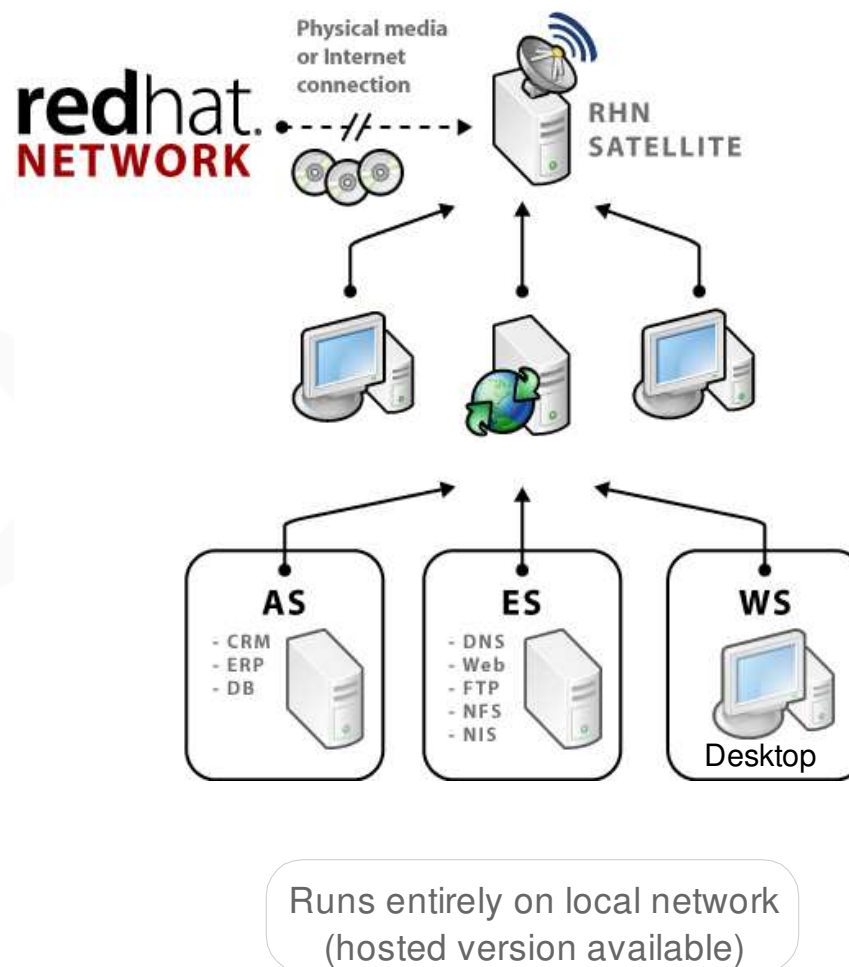 Physical media
or Internet
connection
redhat.
NETWORK
RHN
SATELLITE
AS
- CRM
- ERP
- DB
ES
- DNS
- Web
- FTP
- NFS
- NIS
WS
Desktop
Runs entirely on local network
(hosted version available)